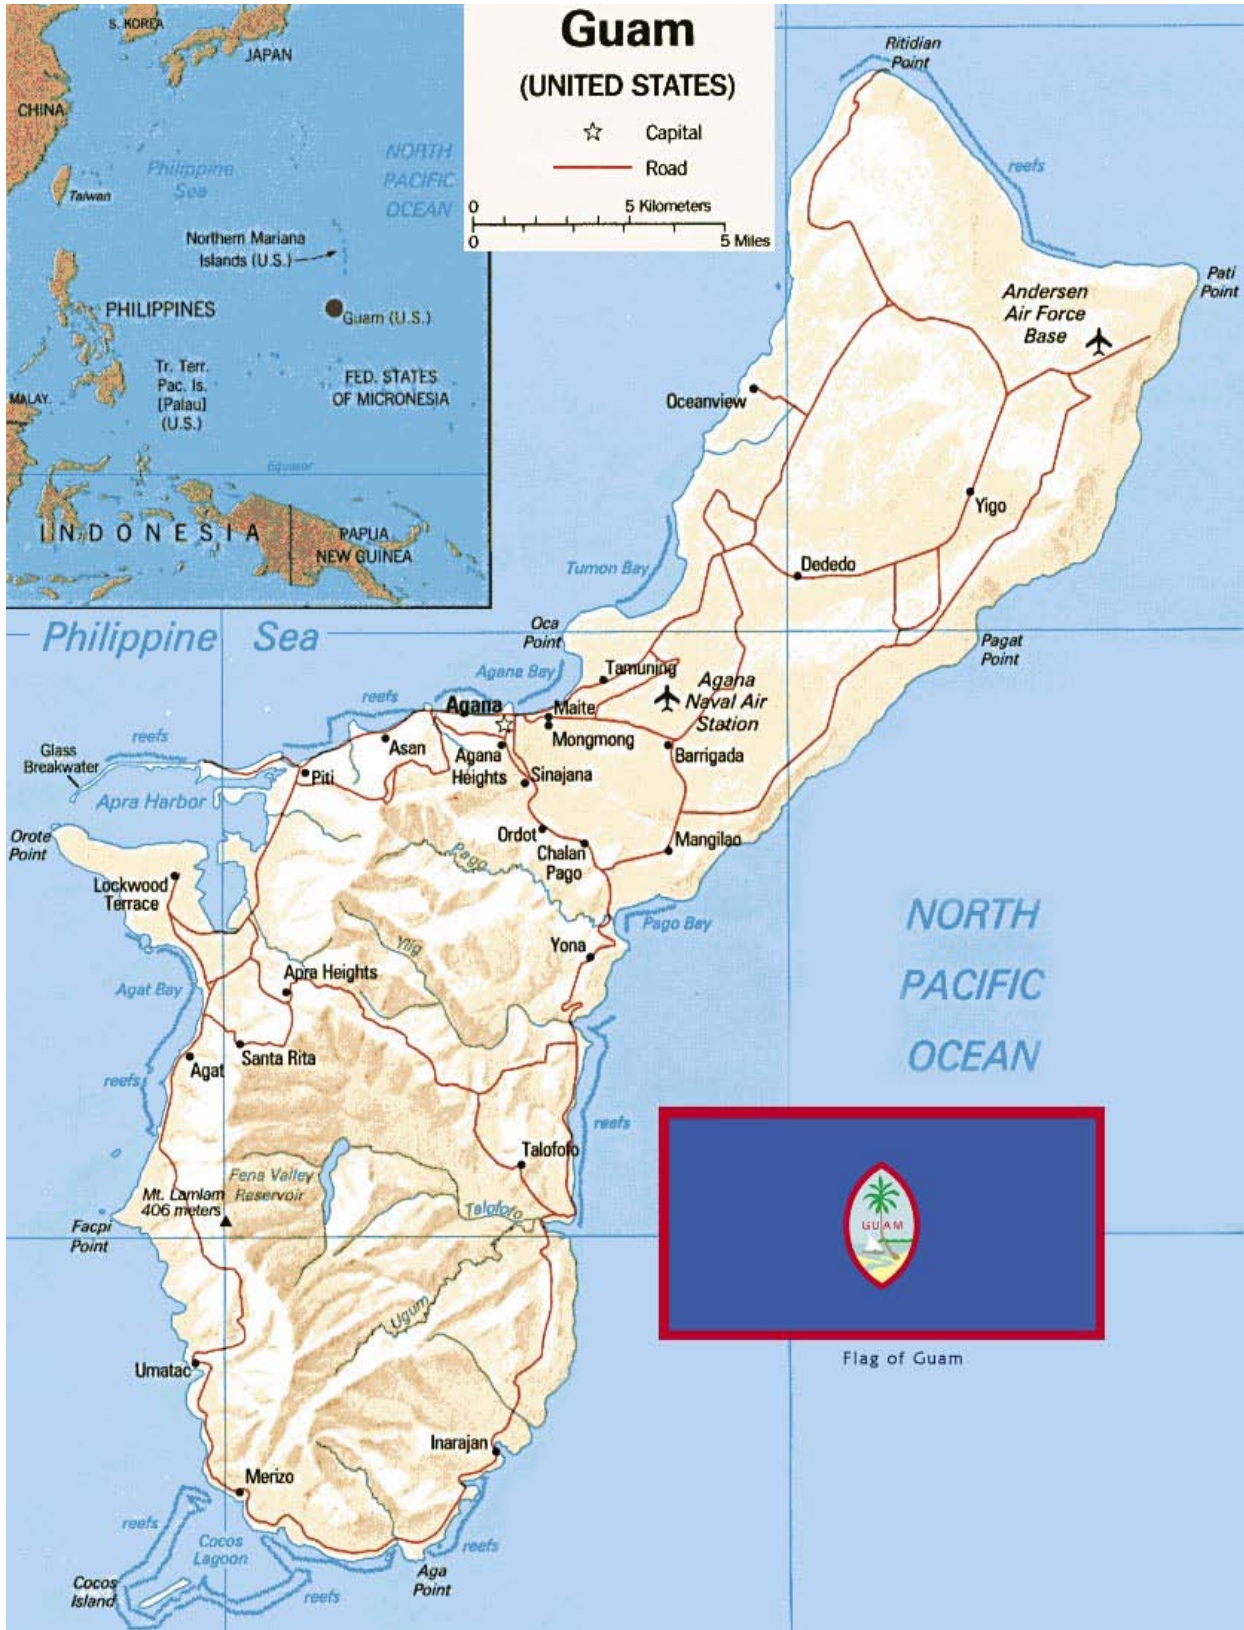 Guam
(UNITED STATES)
Capital
Road
0
5 Kilometers
0
5 Miles
S. KOREA
JAPAN
CHINA
Philippine
Sea
NORTH
PACIFIC
OCEAN
Taiwan
Northern Mariana
Islands (U.S.)
PHILIPPINES
Guam (U.S.)
Tr. Terr.
Pac. Is.
[Palau]
(U.S.)
FED. STATES
OF MICRONESIA
MALAY.
Equator
INDONESIA
PAPUA
NEW GUINEA
Ritidian
Point
reefs
Pati
Point
Andersen
Air Force
Base
Oceanview
Yigo
Dededo
Tumon Bay
Philippine Sea
Oca
Point
Pagat
Point
Agana Bay
Tamuning
Agana
Naval Air
Station
reefs
Agana
Maite
Mongmong
Barrigada
reefs
Glass
Breakwater
Asan
Agana
Heights
Sinajana
Piti
Apra Harbor
Orote
Point
Ordot
Chalan
Pago
Mangilao
Pago
Lockwood
Terrace
Pago Bay
NORTH
PACIFIC
OCEAN
Ylig
Yona
Apra Heights
Agat Bay
Santa Rita
Agat
reefs
reefs
Talofofo
Fena Valley
Reservoir
Mt. Lamlam
406 meters
Talofofo
Facpi
Point
GUAM
Flag of Guam
Ugum
Umatac
Inarajan
Merizo
reefs
Cocos
Lagoon
reefs
Aga
Point
Cocos
Island
reefs